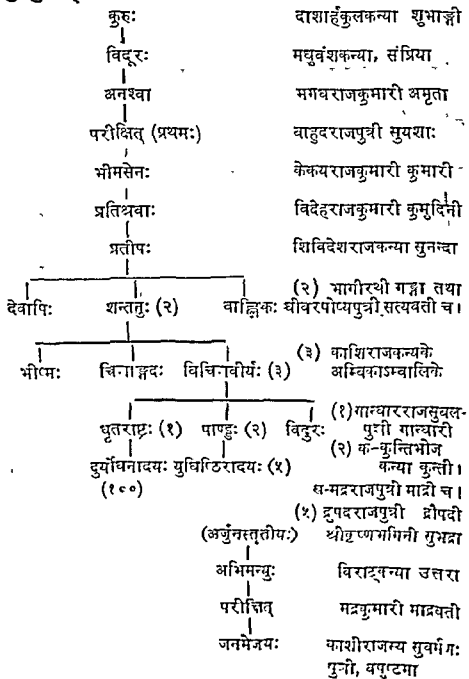 कुरुः दाशार्हकुलकन्या शुभाङ्गी
विदूरः मधुवंशकन्या, संप्रिया
अनश्वा मगधराजकुमारी अमृता
परीक्षित् (प्रथमः) वाहुदराजपुत्री सुयशाः
भीमसेनः केकयराजकुमारी कुमारी
प्रतिश्रवाः विदेहराजकुमारी कुमुदिनी
प्रतीपः शिविदेशराजकन्या सुनन्दा
(२) भागीरथी गङ्गा तथा
देवापिः शन्तनुः (२) वाह्लिकः धीवरपोष्यपुत्री सत्यवती च।
(३) काशिराजकन्यके
भीष्मः चित्राङ्गदः विचित्रवीर्यः (३) अम्बिकाऽम्बालिके
(१) गान्धारराजसुवल-
धृतराष्ट्रः (१) पाण्डुः (२) विदुरः पुत्री गान्धारी
(२) क-कुन्तिभोज
दुर्योधनादयः युधिष्ठिरादयः (५) कन्या कुन्ती।
(१००) ख-मद्रराजपुत्री माद्री च।
(५) द्रुपदराजपुत्री द्रौपदी
(अर्जुनस्तृतीयः) श्रीकृष्णभगिनी सुभद्रा
अभिमन्युः विराट्कन्या उत्तरा
परीक्षित् मद्रकुमारी माद्रवती
जनमेजयः काशीराजस्य सुवर्मणः
पुत्री, वपुष्टमा